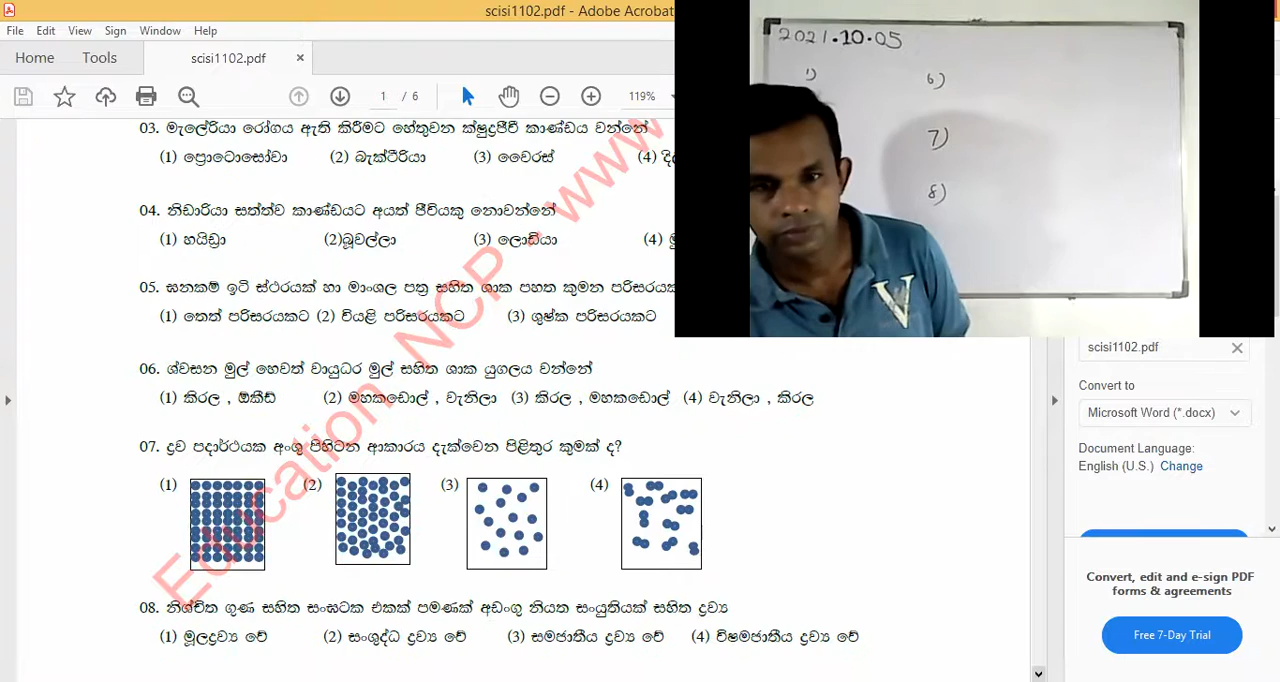 scisi1102.pdf - Adobe Acrobat
File Edit View Sign Window Help
Home Tools scisi1102.pdf ×
1 / 6 119%
2021.10.05
1) 6)
7)
8)
03. මැලේරියා රෝගය ඇති කිරීමට හේතුවන ක්ෂුද්‍රජීවී කාණ්ඩය වන්නේ
(1) ප්‍රොටොසෝවා (2) බැක්ටීරියා (3) වෛරස් (4)
04. නිඩාරියා සත්ත්ව කාණ්ඩයට අයත් ජීවියකු නොවන්නේ
(1) හයිඩ්‍රා (2)බූවල්ලා (3) ලොඩියා (4)
05. ඝනකම් ඉටි ස්ථරයක් හා මාංශල පත්‍ර සහිත ශාක පහත කුමන පරිසරයක
(1) තෙත් පරිසරයකට (2) වියළි පරිසරයකට (3) ශුෂ්ක පරිසරයකට
06. ශ්වසන මුල් හෙවත් වායුධර මුල් සහිත ශාක යුගලය වන්නේ
(1) කිරල , ඕකීඩ් (2) මහකඩොල් , වැනිලා (3) කිරල , මහකඩොල් (4) වැනිලා , කිරල
07. ද්‍රව පදාර්ථයක අංශු පිහිටන ආකාරය දැක්වෙන පිළිතුර කුමක් ද?
(1) (2) (3) (4)
08. නිශ්චිත ගුණ සහිත සංඝටක එකක් පමණක් අඩංගු නියත සංයුතියක් සහිත ද්‍රව්‍ය
(1) මූලද්‍රව්‍ය වේ (2) සංශුද්ධ ද්‍රව්‍ය වේ (3) සමජාතීය ද්‍රව්‍ය වේ (4) විෂමජාතීය ද්‍රව්‍ය වේ
Education NCP - www.
scisi1102.pdf
Convert to
Microsoft Word (*.docx)
Document Language:
English (U.S.) Change
Convert, edit and e-sign PDF
forms & agreements
Free 7-Day Trial
V